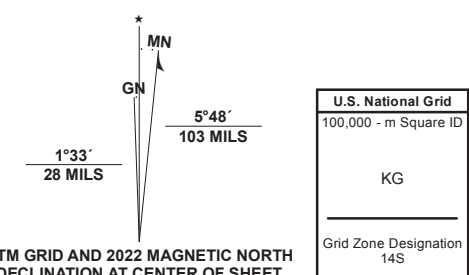 MN
GN
5°48´
103 MILS
1°33´
28 MILS
TM GRID AND 2022 MAGNETIC NORTH
DECLINATION AT CENTER OF SHEET
U.S. National Grid
100,000 - m Square ID
KG
Grid Zone Designation
14S